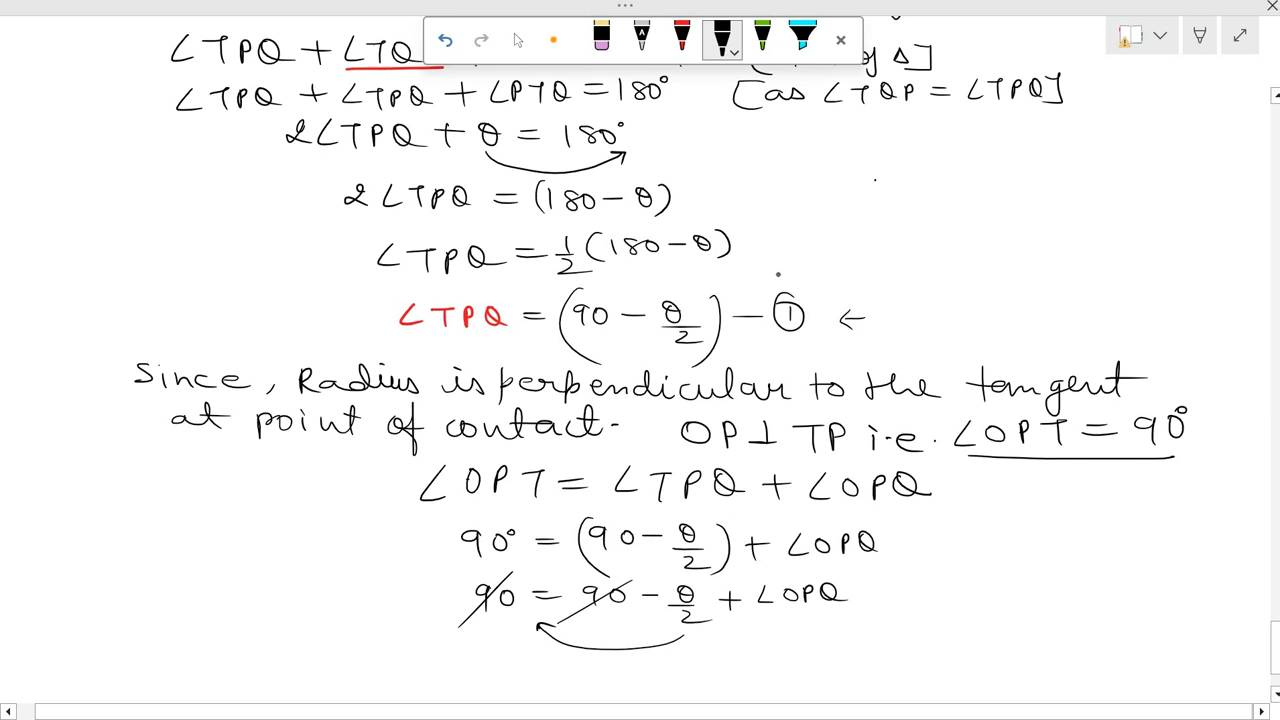 ∠TPQ + ∠TQ
of Δ]
∠TPQ + ∠TPQ + ∠PTQ = 180° [as ∠TQP = ∠TPQ]
2∠TPQ + θ = 180°
2∠TPQ = (180 - θ)
∠TPQ = 1/2 (180 - θ)
∠TPQ = (90 - θ/2) — ① ←
Since, Radius is perpendicular to the tangent
at point of contact. OP⊥TP i.e. ∠OPT = 90°
∠OPT = ∠TPQ + ∠OPQ
90° = (90 - θ/2) + ∠OPQ
90 = 90 - θ/2 + ∠OPQ